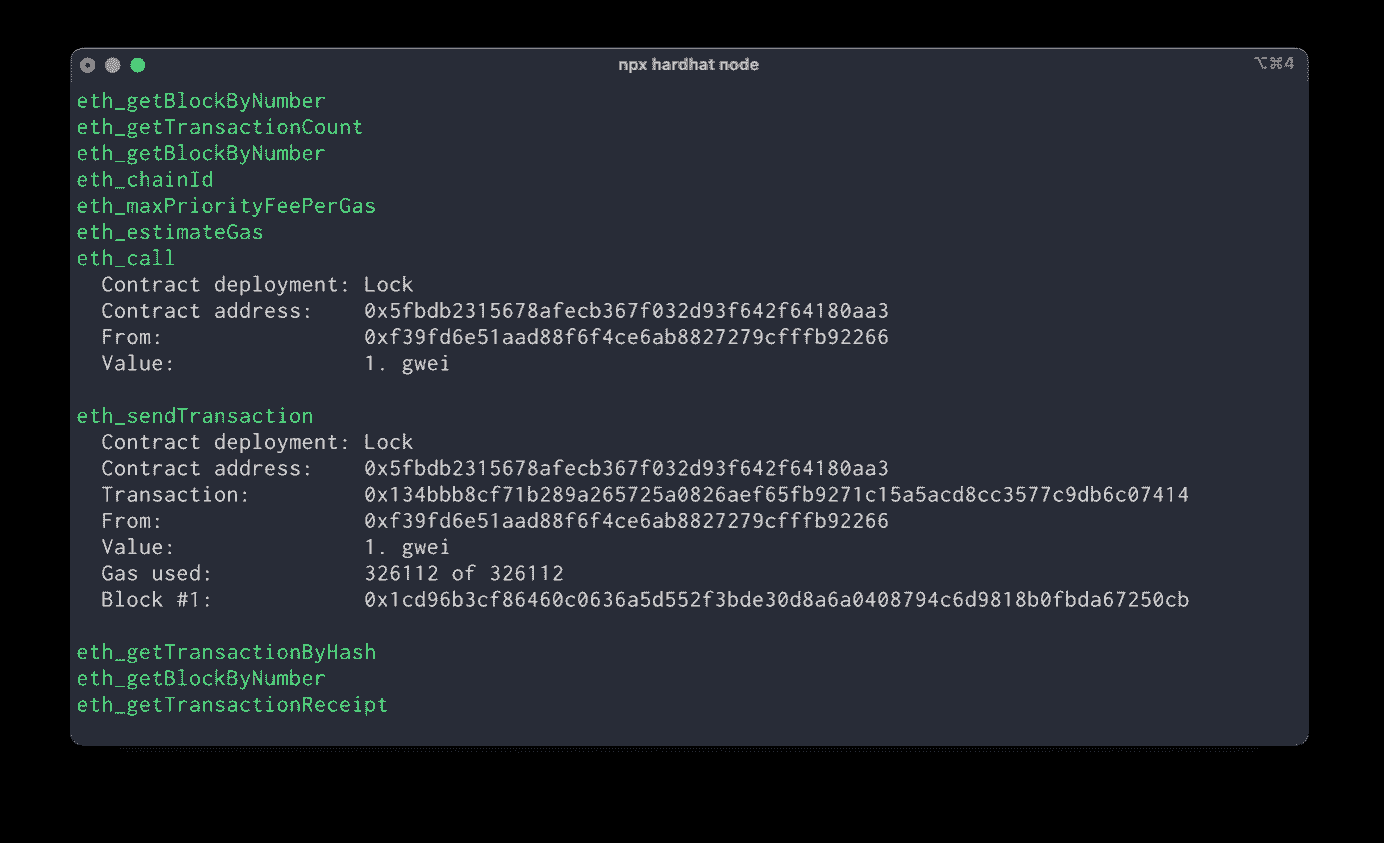 npx hardhat node
⌥⌘4
eth_getBlockByNumber
eth_getTransactionCount
eth_getBlockByNumber
eth_chainId
eth_maxPriorityFeePerGas
eth_estimateGas
eth_call
Contract deployment: Lock
Contract address: 0x5fbdb2315678afecb367f032d93f642f64180aa3
From: 0xf39fd6e51aad88f6f4ce6ab8827279cfffb92266
Value: 1. gwei
eth_sendTransaction
Contract deployment: Lock
Contract address: 0x5fbdb2315678afecb367f032d93f642f64180aa3
Transaction: 0x134bbb8cf71b289a265725a0826aef65fb9271c15a5acd8cc3577c9db6c07414
From: 0xf39fd6e51aad88f6f4ce6ab8827279cfffb92266
Value: 1. gwei
Gas used: 326112 of 326112
Block #1: 0x1cd96b3cf86460c0636a5d552f3bde30d8a6a0408794c6d9818b0fbda67250cb
eth_getTransactionByHash
eth_getBlockByNumber
eth_getTransactionReceipt